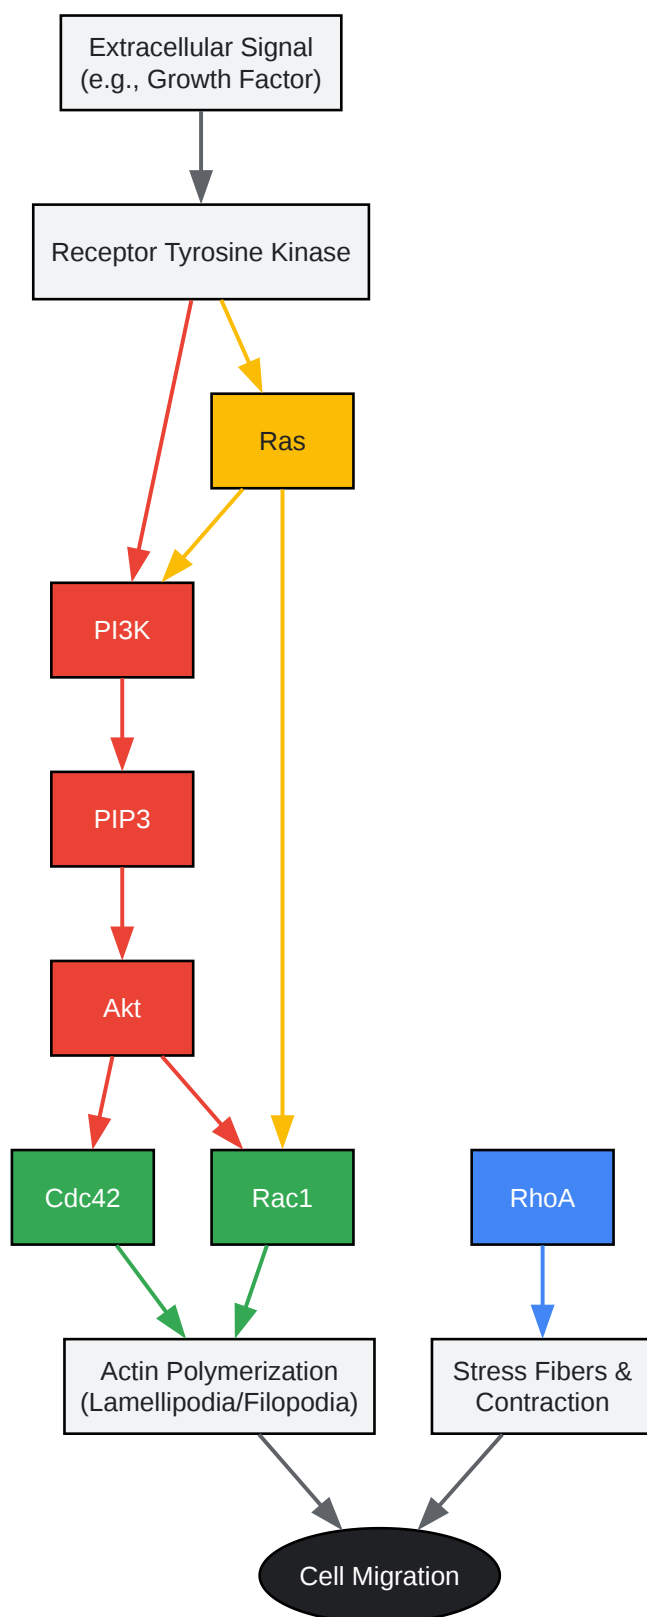 Extracellular Signal
(e.g., Growth Factor)
Receptor Tyrosine Kinase
Ras
PI3K
PIP3
Akt
Cdc42
Rac1
RhoA
Actin Polymerization
(Lamellipodia/Filopodia)
Stress Fibers &
Contraction
Cell Migration